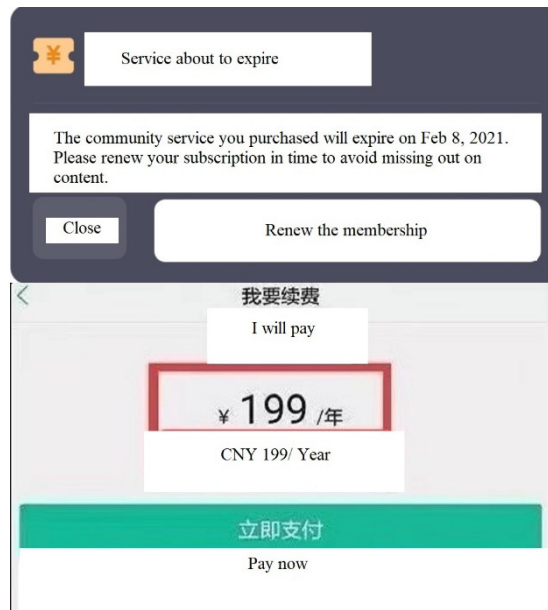 ¥
Service about to expire
The community service you purchased will expire on Feb 8, 2021.
Please renew your subscription in time to avoid missing out on
content.
Close
Renew the membership
我要续费
I will pay
¥ 199 /年
CNY 199/ Year
立即支付
Pay now